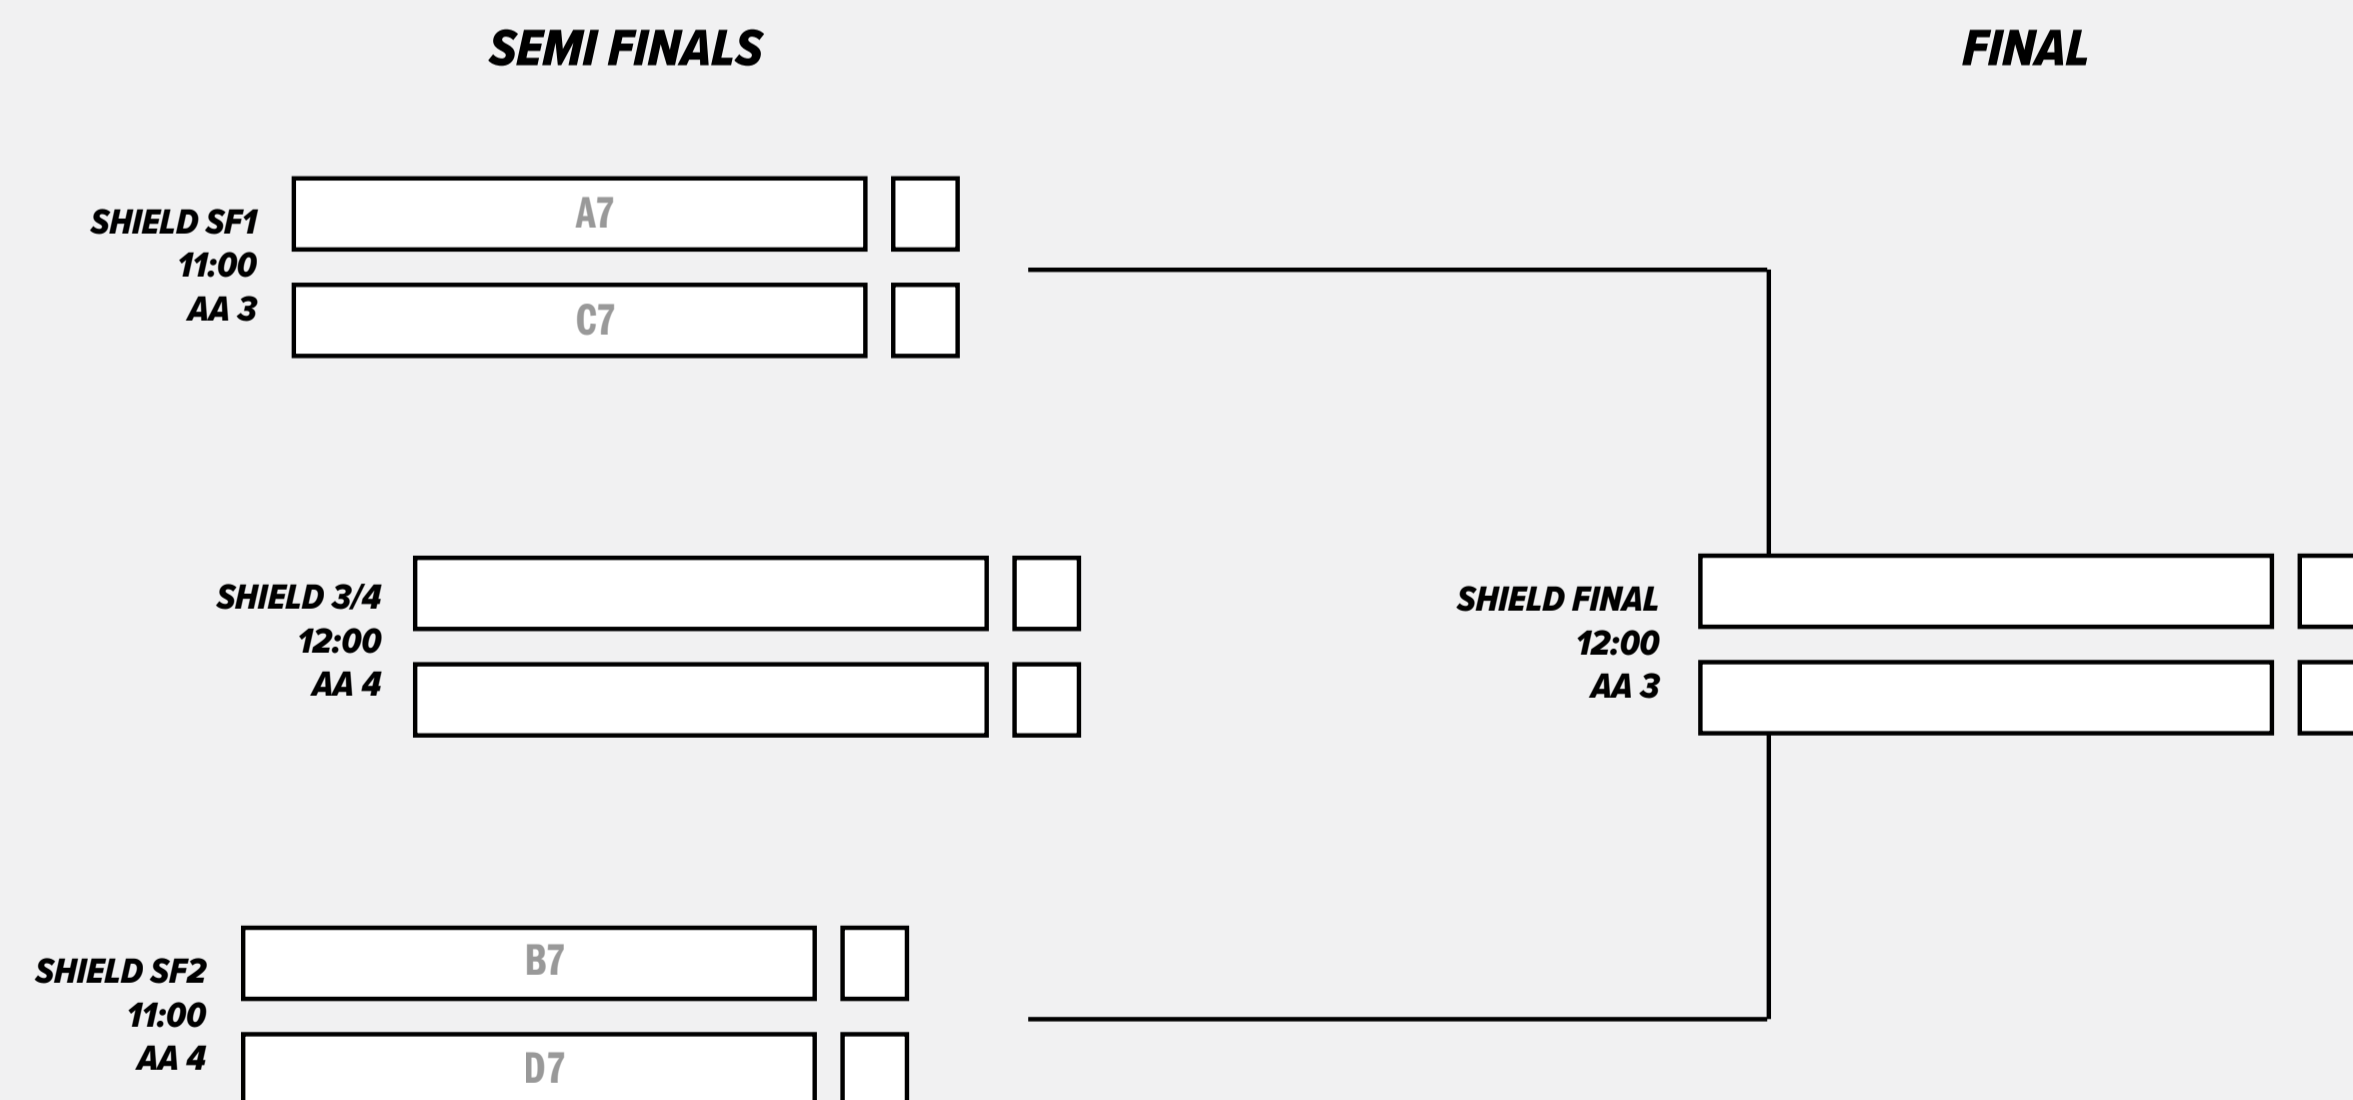 SEMI FINALS
FINAL
SHIELD SF1
11:00
AA 3
A7
C7
SHIELD 3/4
12:00
AA 4
SHIELD FINAL
12:00
AA 3
SHIELD SF2
11:00
AA 4
B7
D7